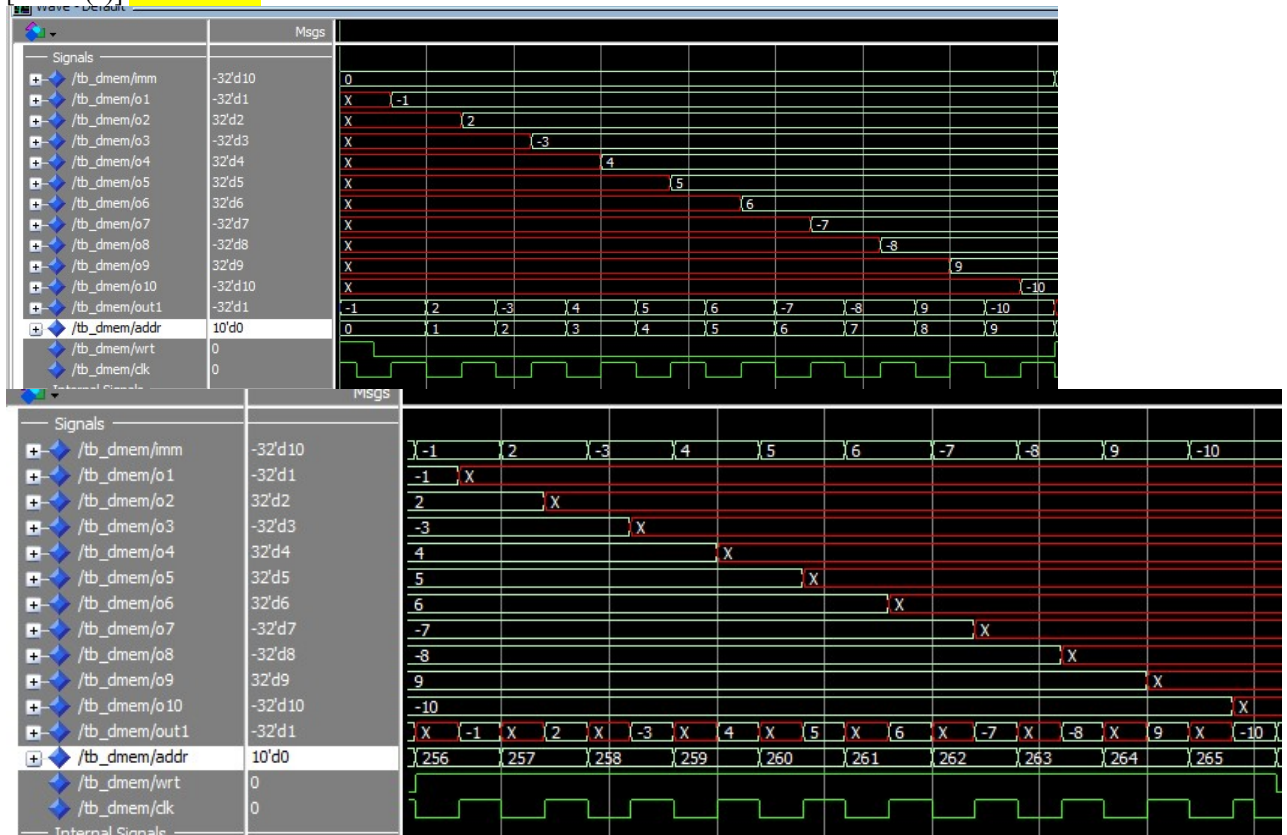 Wave - Default
Msgs
Signals
/tb_dmem/imm -32'd10 0
/tb_dmem/o1 -32'd1 X -1
/tb_dmem/o2 32'd2 X 2
/tb_dmem/o3 -32'd3 X -3
/tb_dmem/o4 32'd4 X 4
/tb_dmem/o5 32'd5 X 5
/tb_dmem/o6 32'd6 X 6
/tb_dmem/o7 -32'd7 X -7
/tb_dmem/o8 -32'd8 X -8
/tb_dmem/o9 32'd9 X 9
/tb_dmem/o10 -32'd10 X -10
/tb_dmem/out1 -32'd1 -1 2 -3 4 5 6 -7 -8 9 -10
/tb_dmem/addr 10'd0 0 1 2 3 4 5 6 7 8 9
/tb_dmem/wrt 0
/tb_dmem/clk 0
Internal Signals
Msgs
Signals
/tb_dmem/imm -32'd10 -1 2 -3 4 5 6 -7 -8 9 -10
/tb_dmem/o1 -32'd1 -1 X
/tb_dmem/o2 32'd2 2 X
/tb_dmem/o3 -32'd3 -3 X
/tb_dmem/o4 32'd4 4 X
/tb_dmem/o5 32'd5 5 X
/tb_dmem/o6 32'd6 6 X
/tb_dmem/o7 -32'd7 -7 X
/tb_dmem/o8 -32'd8 -8 X
/tb_dmem/o9 32'd9 9 X
/tb_dmem/o10 -32'd10 -10 X
/tb_dmem/out1 -32'd1 X -1 X 2 X -3 X 4 X 5 X 6 X -7 X -8 X 9 X -10
/tb_dmem/addr 10'd0 256 257 258 259 260 261 262 263 264 265
/tb_dmem/wrt 0
/tb_dmem/clk 0
Internal Signals